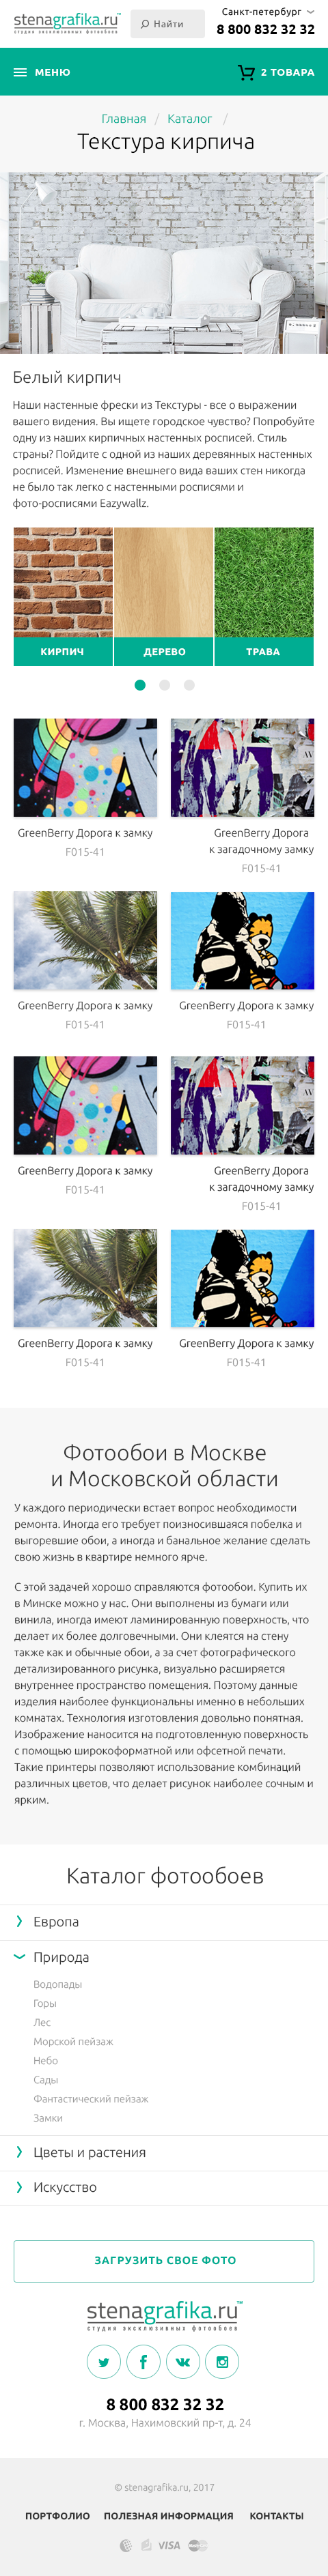 stenagrafika.ru™
студия эксклюзивных фотообоев
Найти
Санкт-петербург
8 800 832 32 32
МЕНЮ
2 ТОВАРА
Главная / Каталог /
Текстура кирпича
Белый кирпич
Наши настенные фрески из Текстуры - все о выражении
вашего видения. Вы ищете городское чувство? Попробуйте
одну из наших кирпичных настенных росписей. Стиль
страны? Пойдите с одной из наших деревянных настенных
росписей. Изменение внешнего вида ваших стен никогда
не было так легко с настенными росписями и
фото-росписями Eazywallz.
КИРПИЧ
ДЕРЕВО
ТРАВА
GreenBerry Дорога к замку
F015-41
GreenBerry Дорога
к загадочному замку
F015-41
GreenBerry Дорога к замку
F015-41
GreenBerry Дорога к замку
F015-41
GreenBerry Дорога к замку
F015-41
GreenBerry Дорога
к загадочному замку
F015-41
GreenBerry Дорога к замку
F015-41
GreenBerry Дорога к замку
F015-41
Фотообои в Москве
и Московской области
У каждого периодически встает вопрос необходимости
ремонта. Иногда его требует поизносившаяся побелка и
выгоревшие обои, а иногда и банальное желание сделать
свою жизнь в квартире немного ярче.
С этой задачей хорошо справляются фотообои. Купить их
в Минске можно у нас. Они выполнены из бумаги или
винила, иногда имеют ламинированную поверхность, что
делает их более долговечными. Они клеятся на стену
также как и обычные обои, а за счет фотографического
детализированного рисунка, визуально расширяется
внутреннее пространство помещения. Поэтому данные
изделия наиболее функциональны именно в небольших
комнатах. Технология изготовления довольно понятная.
Изображение наносится на подготовленную поверхность
с помощью широкоформатной или офсетной печати.
Такие принтеры позволяют использование комбинаций
различных цветов, что делает рисунок наиболее сочным и
ярким.
Каталог фотообоев
Европа
Природа
Водопады
Горы
Лес
Морской пейзаж
Небо
Сады
Фантастический пейзаж
Замки
Цветы и растения
Искусство
ЗАГРУЗИТЬ СВОЕ ФОТО
stenagrafika.ru™
студия эксклюзивных фотообоев
8 800 832 32 32
г. Москва, Нахимовский пр-т, д. 24
© stenagrafika.ru, 2017
ПОРТФОЛИО ПОЛЕЗНАЯ ИНФОРМАЦИЯ КОНТАКТЫ
VISA